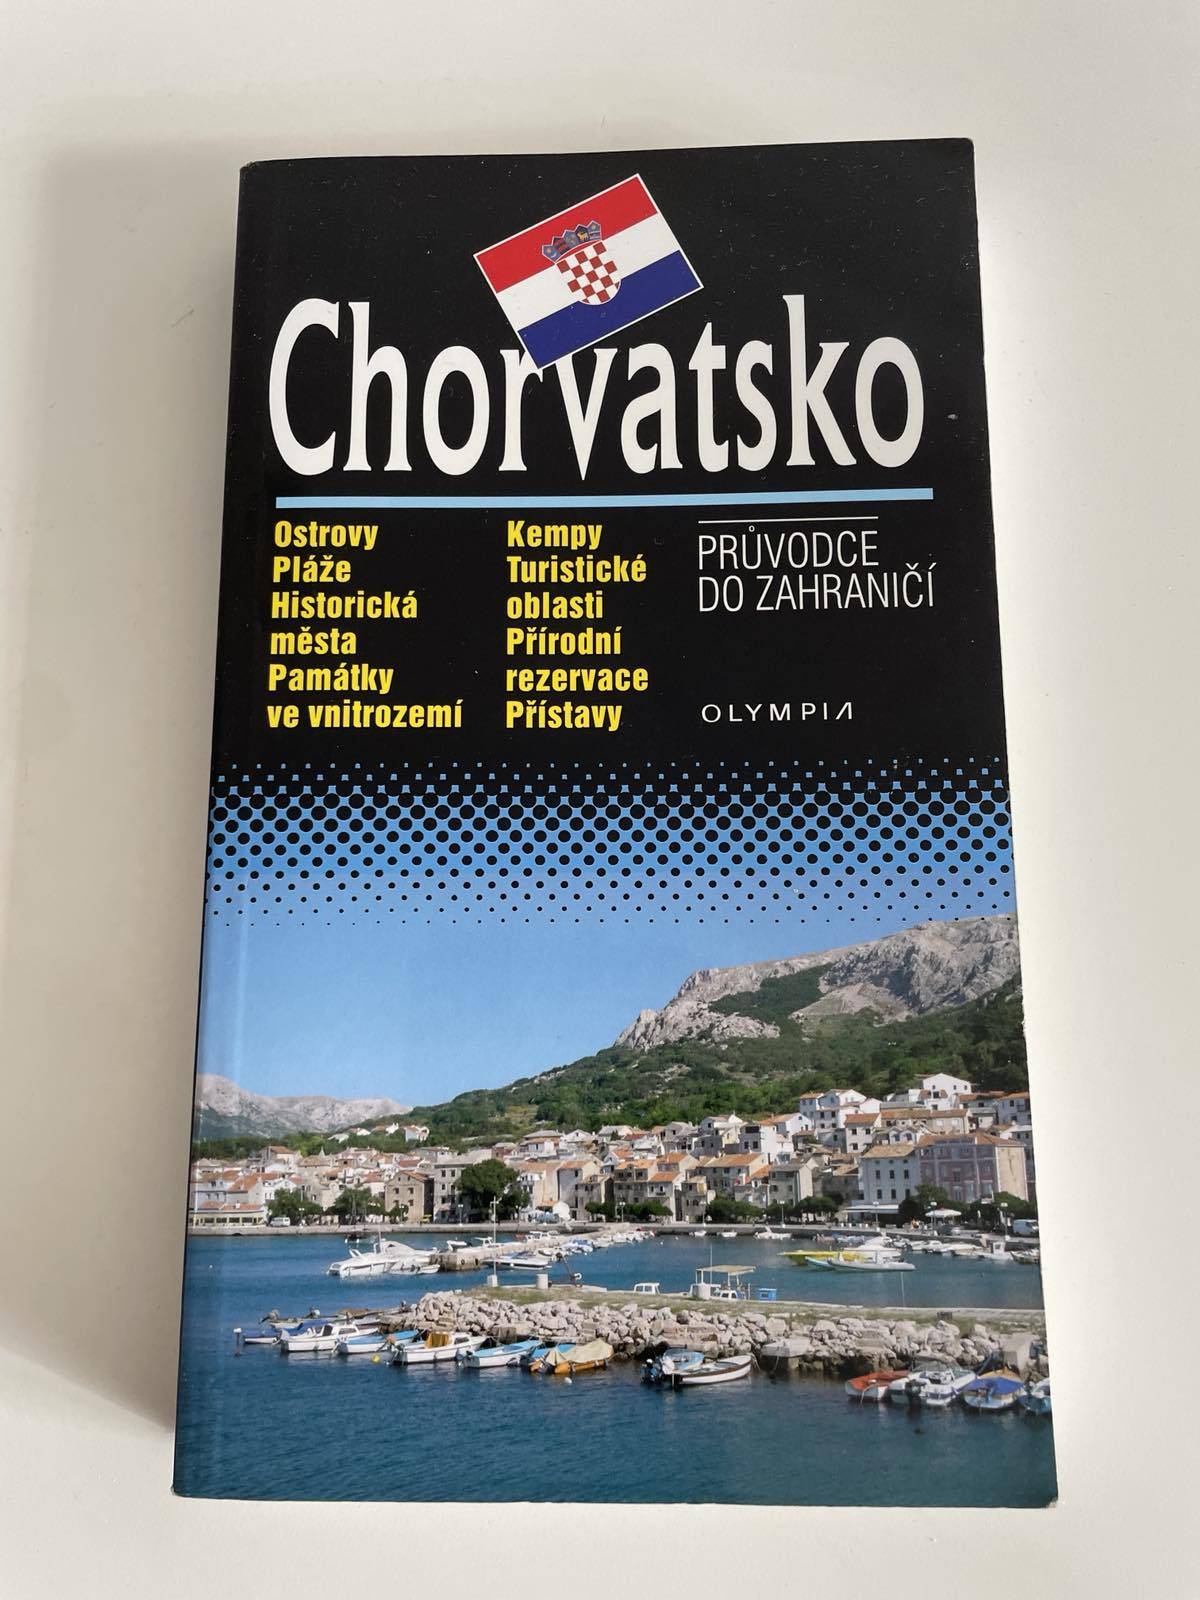 Chorvatsko
Ostrovy
Pláže
Historická
města
Památky
ve vnitrozemí
Kempy
Turistické
oblasti
Přírodní
rezervace
Přístavy
PRŮVODCE
DO ZAHRANIČÍ
OLYMPIA